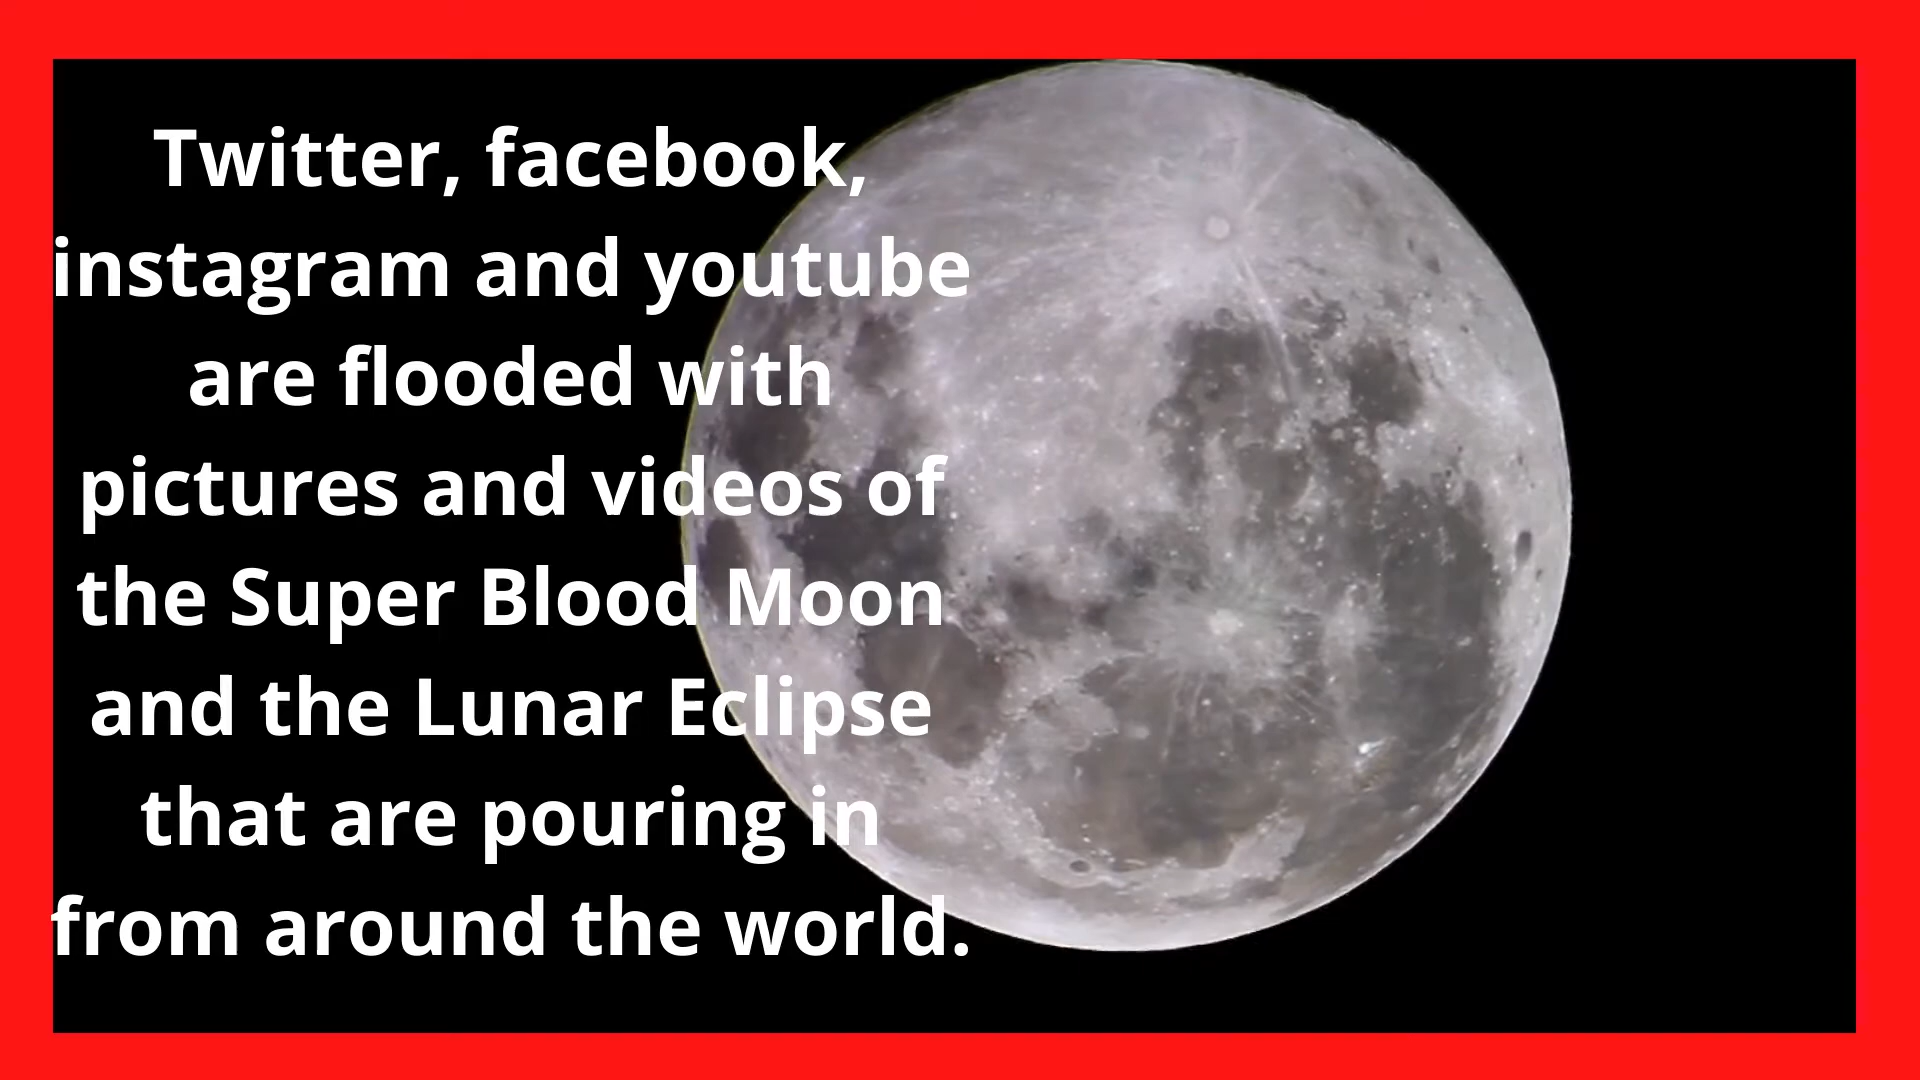 Twitter, facebook,
instagram and youtube
are flooded with
pictures and videos of
the Super Blood Moon
and the Lunar Eclipse
that are pouring in
from around the world.